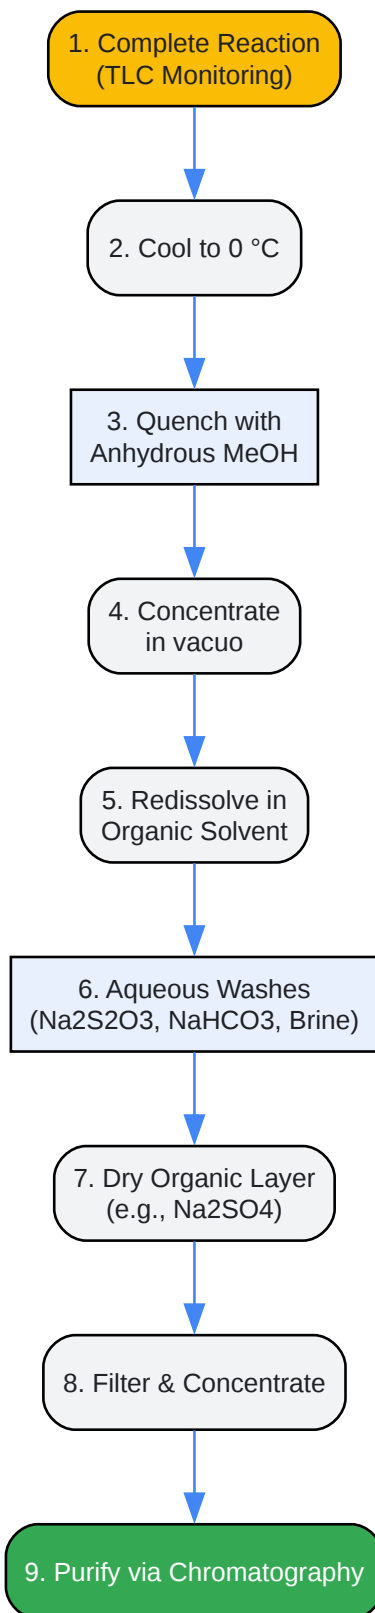 1. Complete Reaction
(TLC Monitoring)
2. Cool to 0 °C
3. Quench with
Anhydrous MeOH
4. Concentrate
in vacuo
5. Redissolve in
Organic Solvent
6. Aqueous Washes
(Na2S2O3, NaHCO3, Brine)
7. Dry Organic Layer
(e.g., Na2SO4)
8. Filter & Concentrate
9. Purify via Chromatography